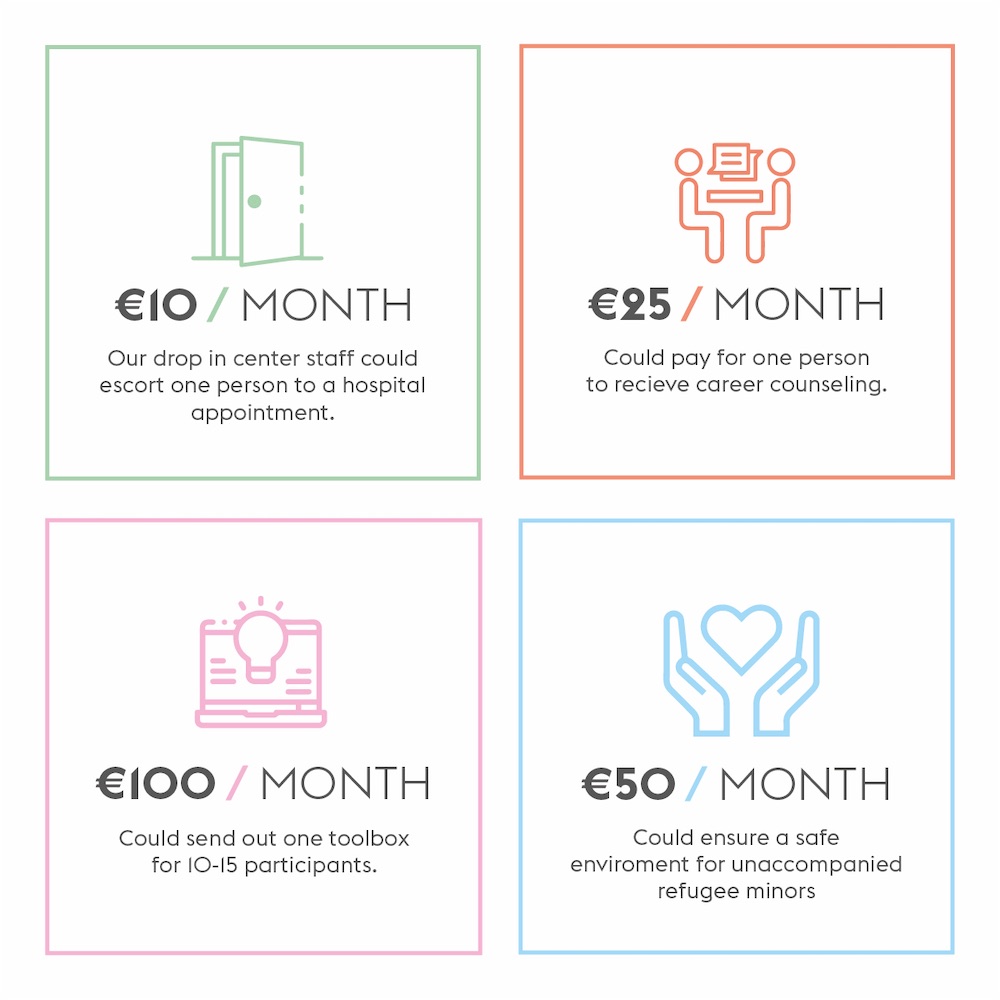 €10 / MONTH
Our drop in center staff could
escort one person to a hospital
appointment.
€25 / MONTH
Could pay for one person
to recieve career counseling.
€100 / MONTH
Could send out one toolbox
for 10-15 participants.
€50 / MONTH
Could ensure a safe
enviroment for unaccompanied
refugee minors